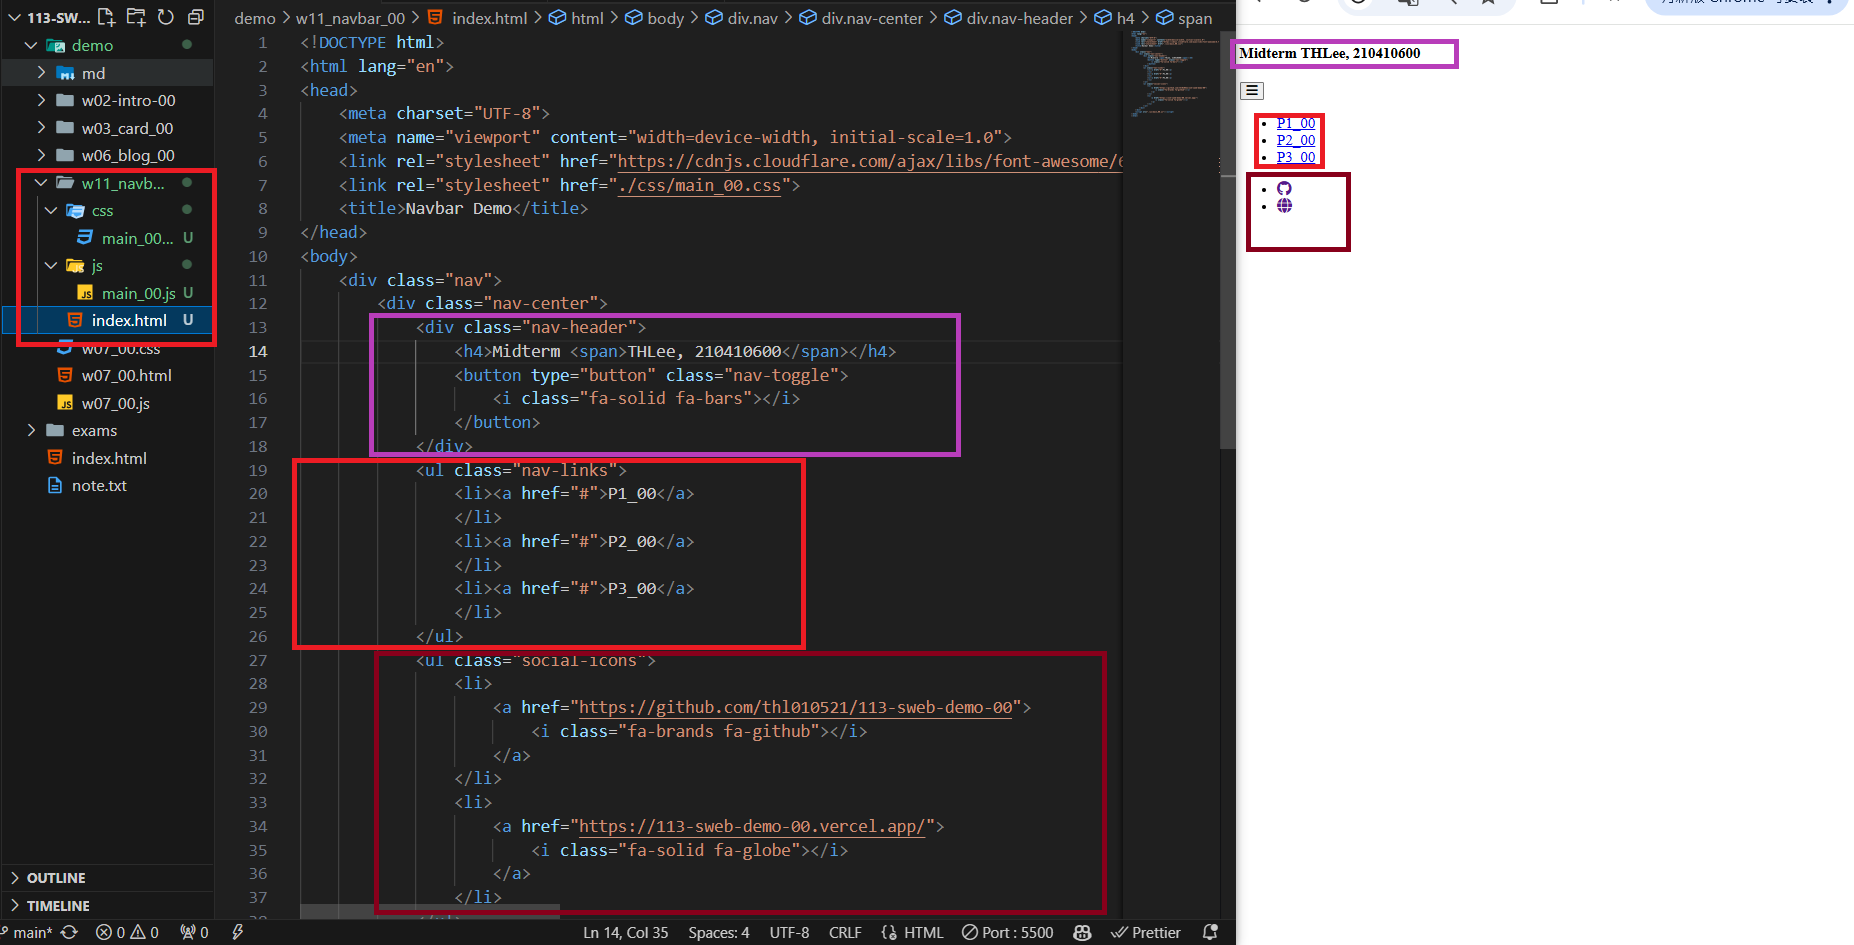 113-SW...
demo
md
w02-intro-00
w03_card_00
w06_blog_00
w11_navb...
css
main_00... U
js
main_00.js U
index.html U
w07_00.css
w07_00.html
w07_00.js
exams
index.html
note.txt
OUTLINE
TIMELINE
demo > w11_navbar_00 > index.html > html > body > div.nav > div.nav-center > div.nav-header > h4 > span
1 <!DOCTYPE html>
2 <html lang="en">
3 <head>
4 <meta charset="UTF-8">
5 <meta name="viewport" content="width=device-width, initial-scale=1.0">
6 <link rel="stylesheet" href="https://cdnjs.cloudflare.com/ajax/libs/font-awesome/6
7 <link rel="stylesheet" href="./css/main_00.css">
8 <title>Navbar Demo</title>
9 </head>
10 <body>
11 <div class="nav">
12 <div class="nav-center">
13 <div class="nav-header">
14 <h4>Midterm <span>THLee, 210410600</span></h4>
15 <button type="button" class="nav-toggle">
16 <i class="fa-solid fa-bars"></i>
17 </button>
18 </div>
19 <ul class="nav-links">
20 <li><a href="#">P1_00</a>
21 </li>
22 <li><a href="#">P2_00</a>
23 </li>
24 <li><a href="#">P3_00</a>
25 </li>
26 </ul>
27 <ul class="social-icons">
28 <li>
29 <a href="https://github.com/thl010521/113-sweb-demo-00">
30 <i class="fa-brands fa-github"></i>
31 </a>
32 </li>
33 <li>
34 <a href="https://113-sweb-demo-00.vercel.app/">
35 <i class="fa-solid fa-globe"></i>
36 </a>
37 </li>
main* 0 0 0 Ln 14, Col 35 Spaces: 4 UTF-8 CRLF HTML Port : 5500 Prettier
Midterm THLee, 210410600
P1_00
P2_00
P3_00